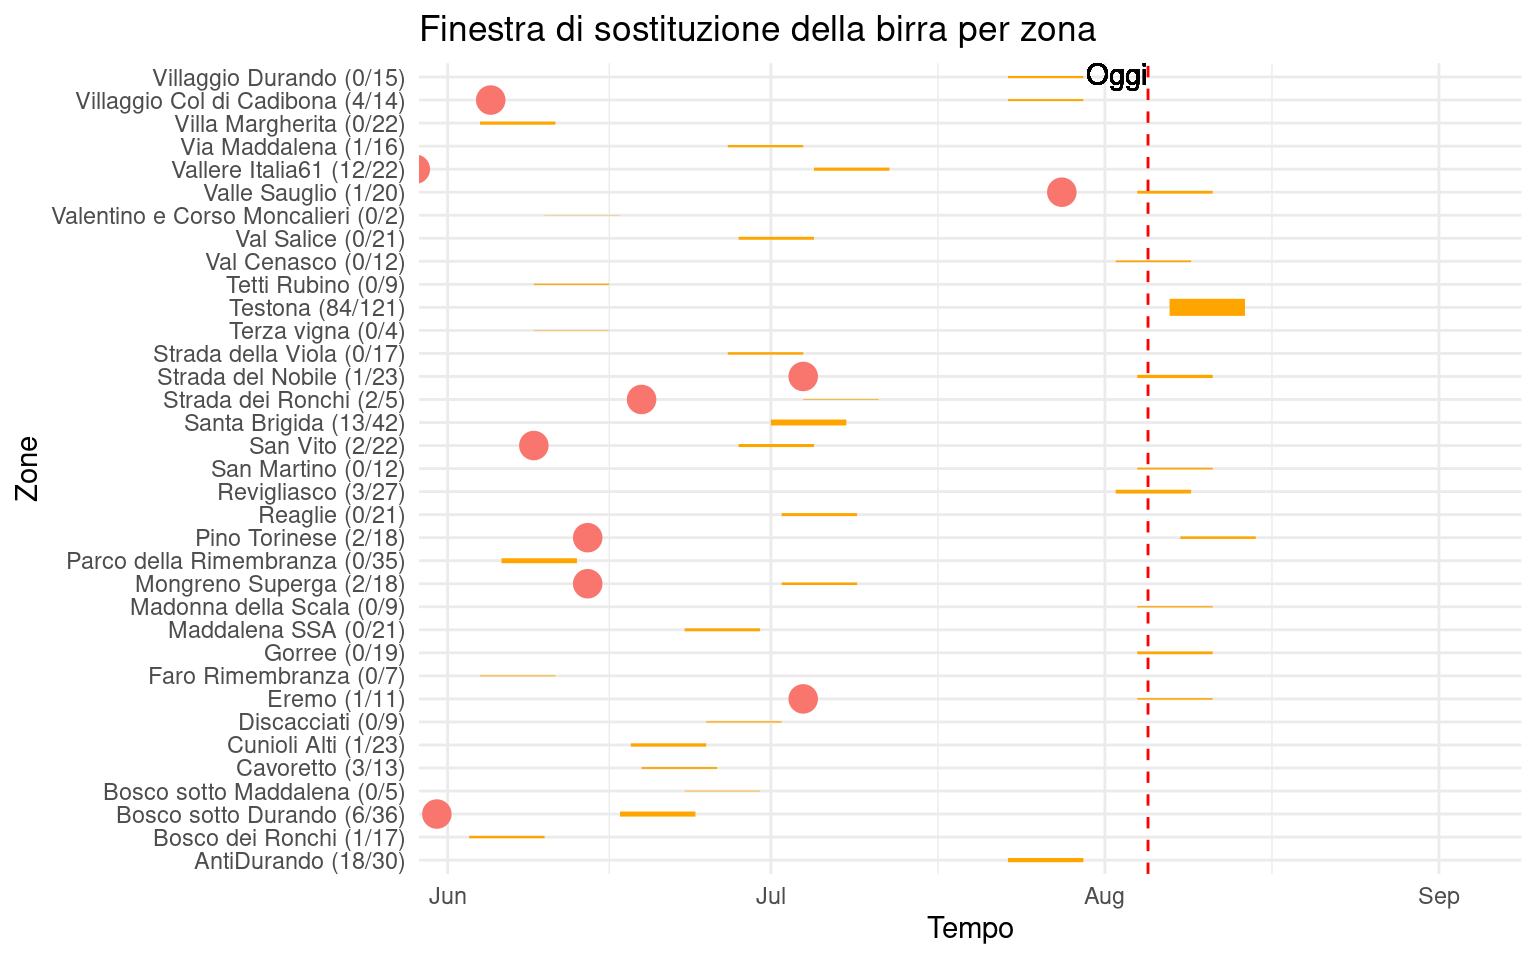 Finestra di sostituzione della birra per zona
Oggi
Villaggio Durando (0/15)
Villaggio Col di Cadibona (4/14)
Villa Margherita (0/22)
Via Maddalena (1/16)
Vallere Italia61 (12/22)
Valle Sauglio (1/20)
Valentino e Corso Moncalieri (0/2)
Val Salice (0/21)
Val Cenasco (0/12)
Tetti Rubino (0/9)
Testona (84/121)
Terza vigna (0/4)
Strada della Viola (0/17)
Strada del Nobile (1/23)
Strada dei Ronchi (2/5)
Santa Brigida (13/42)
San Vito (2/22)
San Martino (0/12)
Revigliasco (3/27)
Reaglie (0/21)
Pino Torinese (2/18)
Parco della Rimembranza (0/35)
Mongreno Superga (2/18)
Madonna della Scala (0/9)
Maddalena SSA (0/21)
Gorree (0/19)
Faro Rimembranza (0/7)
Eremo (1/11)
Discacciati (0/9)
Cunioli Alti (1/23)
Cavoretto (3/13)
Bosco sotto Maddalena (0/5)
Bosco sotto Durando (6/36)
Bosco dei Ronchi (1/17)
AntiDurando (18/30)
Zone
Jun Jul Aug Sep
Tempo